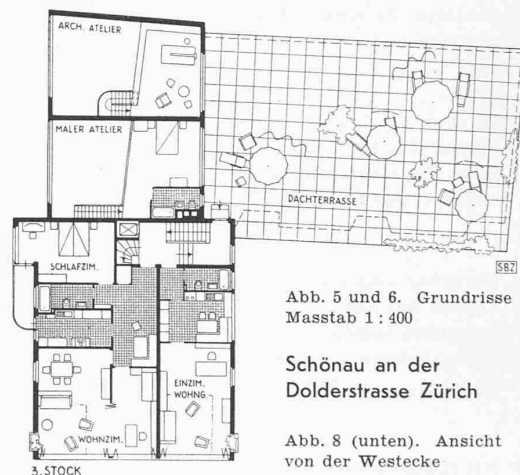 ARCH. ATELIER
MALER ATELIER
DACHTERRASSE
SBZ
SCHLAFZIM.
Abb. 5 und 6. Grundrisse
Masstab 1 : 400
Schönau an der
Dolderstrasse Zürich
EINZIM.
WOHNG.
WOHNZIM.
Abb. 8 (unten). Ansicht
von der Westecke
3. STOCK